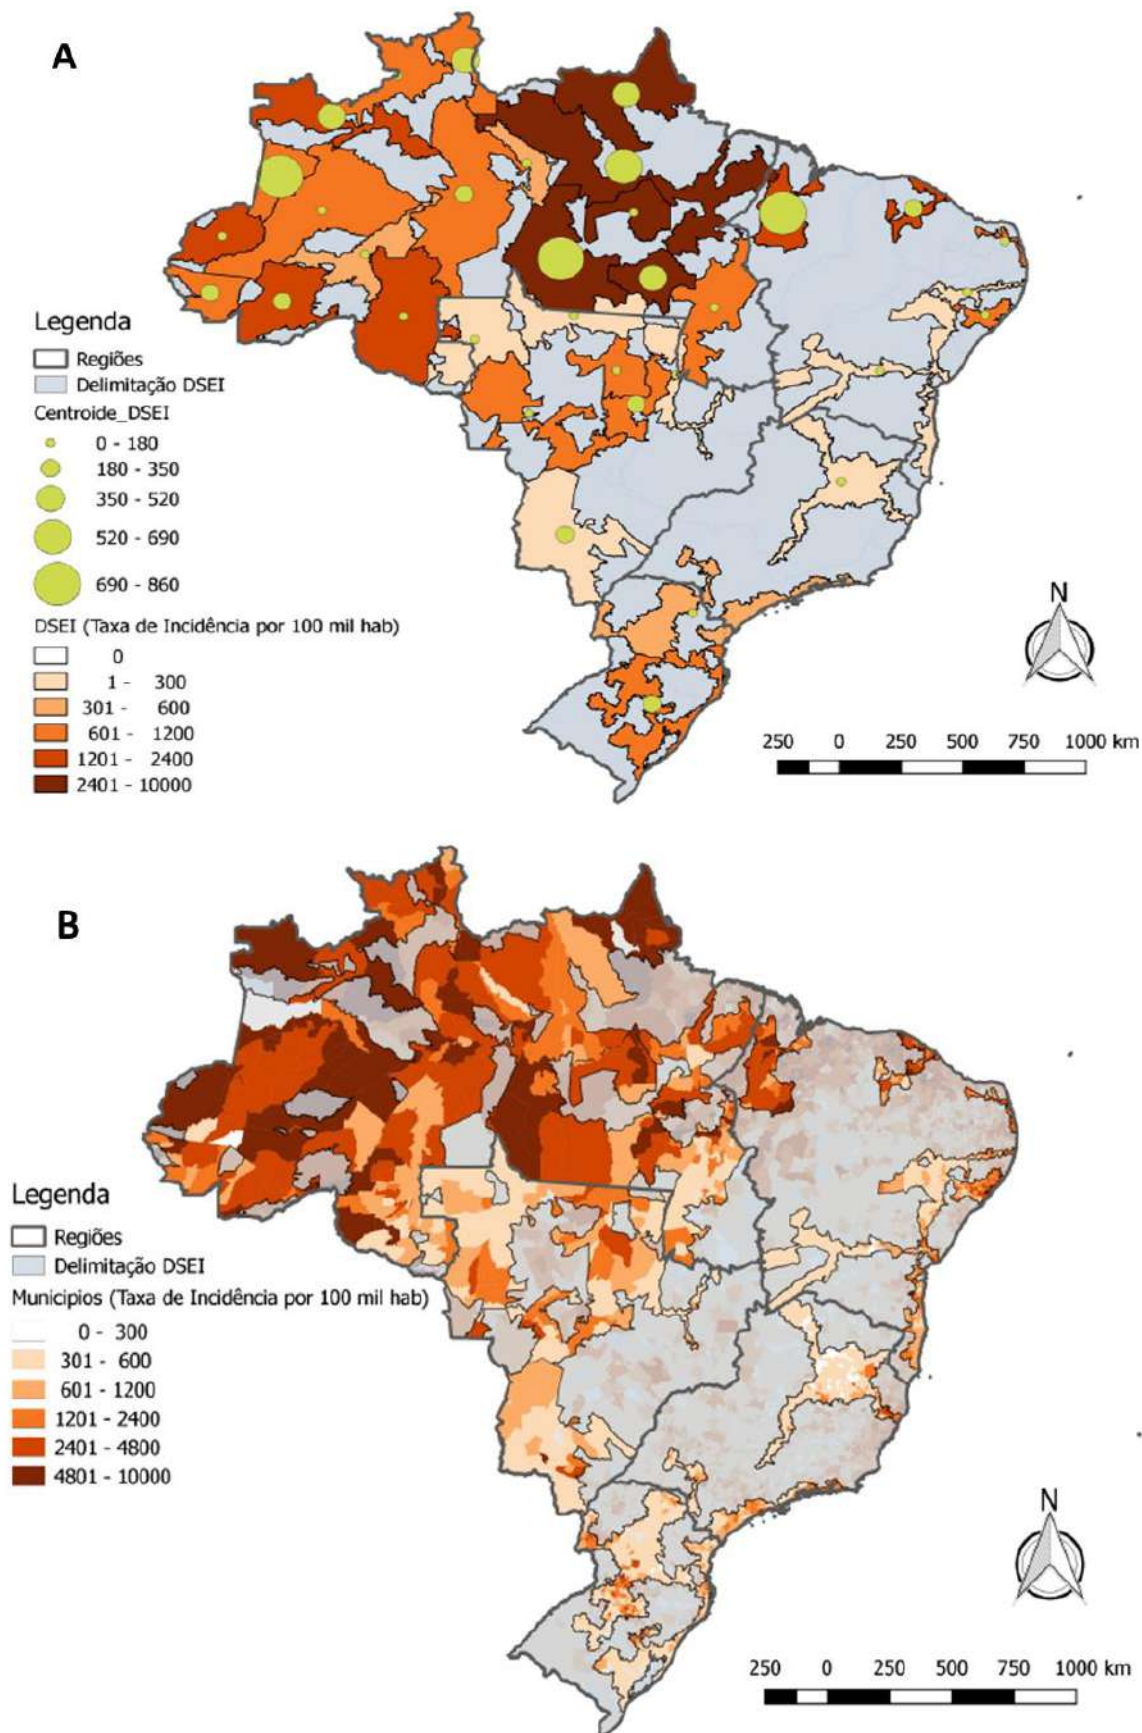 A
Legenda
Regiões
Delimitação DSEI
Centroide_DSEI
0 - 180
180 - 350
350 - 520
520 - 690
690 - 860
DSEI (Taxa de Incidência por 100 mil hab)
0
1 - 300
301 - 600
601 - 1200
1201 - 2400
2401 - 10000
N
250 0 250 500 750 1000 km
B
Legenda
Regiões
Delimitação DSEI
Municipios (Taxa de Incidência por 100 mil hab)
0 - 300
301 - 600
601 - 1200
1201 - 2400
2401 - 4800
4801 - 10000
N
250 0 250 500 750 1000 km